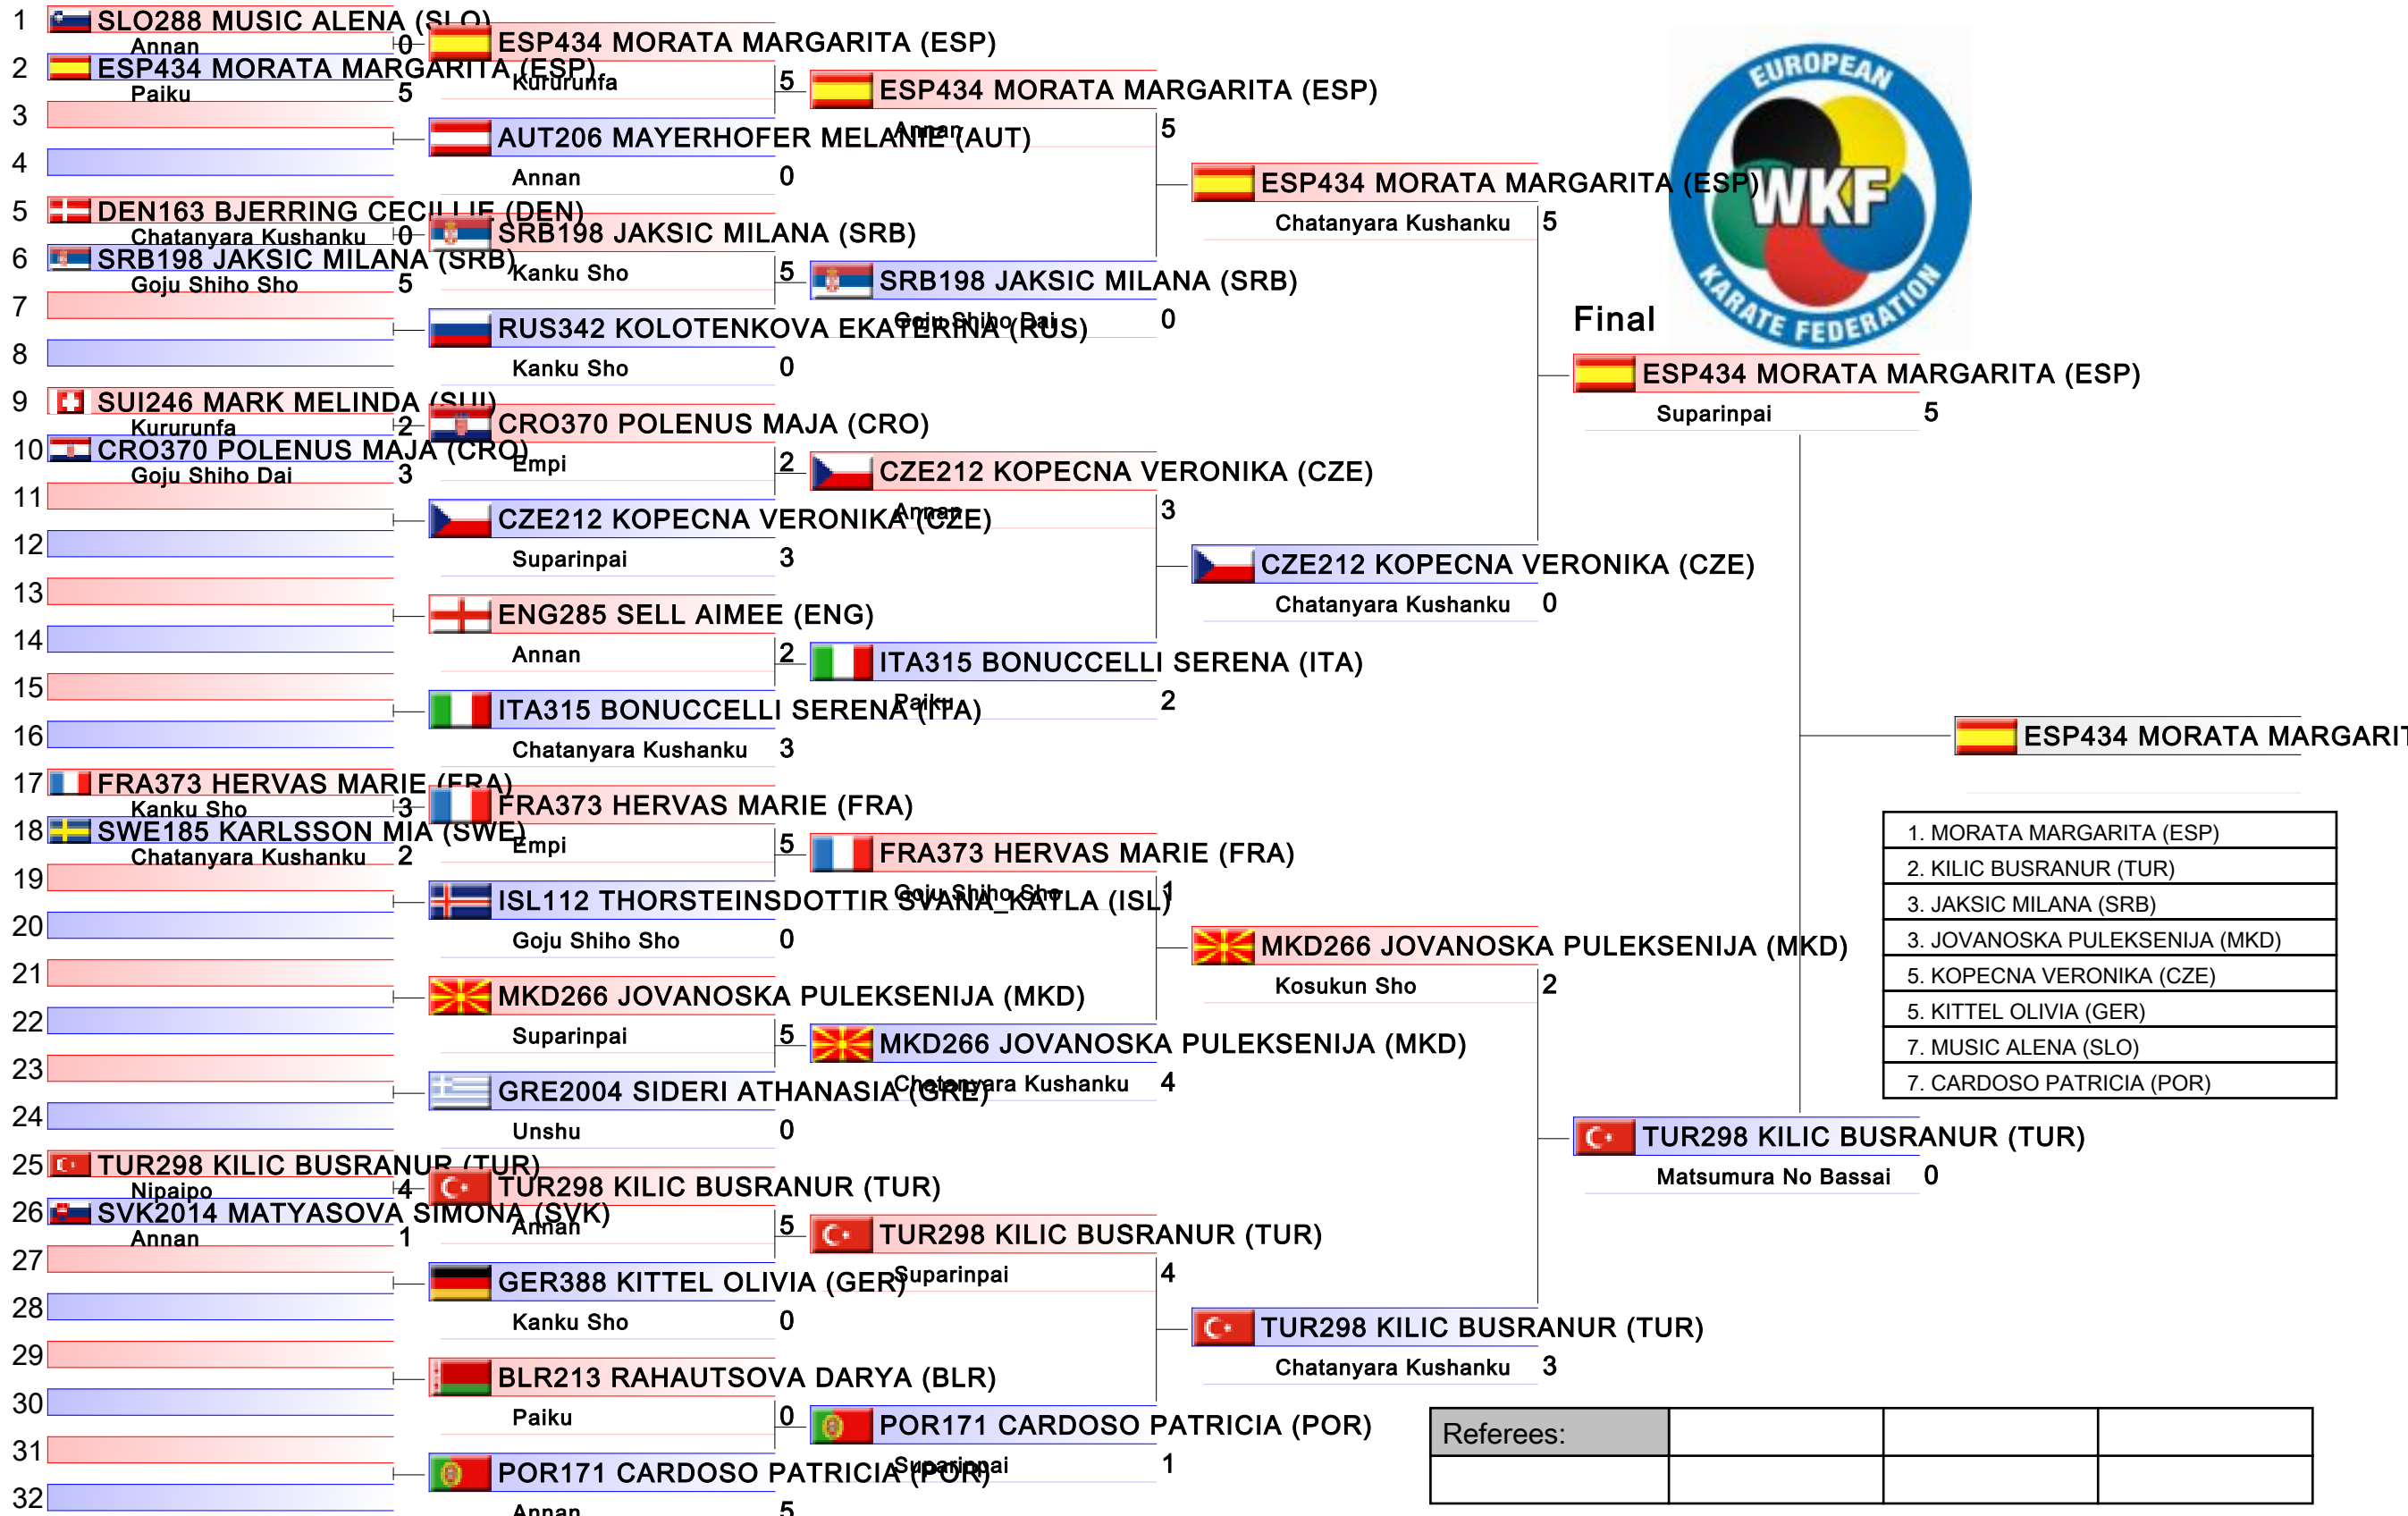 1 SLO288 MUSIC ALENA (SLO)
Annan 0
2 ESP434 MORATA MARGARITA (ESP)
Paiku 5
3
4
5 DEN163 BJERRING CECILLIE (DEN)
Chatanyara Kushanku 0
6 SRB198 JAKSIC MILANA (SRB)
Goju Shiho Sho 5
7
8
9 SUI246 MARK MELINDA (SUI)
Kururunfa 2
10 CRO370 POLENUS MAJA (CRO)
Goju Shiho Dai 3
11
12
13
14
15
16
17 FRA373 HERVAS MARIE (FRA)
Kanku Sho 3
18 SWE185 KARLSSON MIA (SWE)
Chatanyara Kushanku 2
19
20
21
22
23
24
25 TUR298 KILIC BUSRANUR (TUR)
Nipaipo 4
26 SVK2014 MATYASOVA SIMONA (SVK)
Annan 1
27
28
29
30
31
32
ESP434 MORATA MARGARITA (ESP)
Kururunfa 5
AUT206 MAYERHOFER MELANIE (AUT)
Annan 0
SRB198 JAKSIC MILANA (SRB)
Kanku Sho 5
RUS342 KOLOTENKOVA EKATERINA (RUS)
Kanku Sho 0
CRO370 POLENUS MAJA (CRO)
Empi 2
CZE212 KOPECNA VERONIKA (CZE)
Suparinpai 3
ENG285 SELL AIMEE (ENG)
Annan 2
ITA315 BONUCCELLI SERENA (ITA)
Chatanyara Kushanku 3
FRA373 HERVAS MARIE (FRA)
Empi 5
ISL112 THORSTEINSDOTTIR SVANA_KATLA (ISL)
Goju Shiho Sho 0
MKD266 JOVANOSKA PULEKSENIJA (MKD)
Suparinpai 5
GRE2004 SIDERI ATHANASIA (GRE)
Unshu 0
TUR298 KILIC BUSRANUR (TUR)
Annan 5
GER388 KITTEL OLIVIA (GER)
Kanku Sho 0
BLR213 RAHAUTSOVA DARYA (BLR)
Paiku 0
POR171 CARDOSO PATRICIA (POR)
Annan 5
ESP434 MORATA MARGARITA (ESP)
Annan 5
SRB198 JAKSIC MILANA (SRB)
Goju Shiho Dai 0
CZE212 KOPECNA VERONIKA (CZE)
Annan 3
ITA315 BONUCCELLI SERENA (ITA)
Paiku 2
FRA373 HERVAS MARIE (FRA)
Goju Shiho Sho 1
MKD266 JOVANOSKA PULEKSENIJA (MKD)
Chatanyara Kushanku 4
TUR298 KILIC BUSRANUR (TUR)
Suparinpai 4
POR171 CARDOSO PATRICIA (POR)
Suparinpai 1
ESP434 MORATA MARGARITA (ESP)
Chatanyara Kushanku 5
CZE212 KOPECNA VERONIKA (CZE)
Chatanyara Kushanku 0
MKD266 JOVANOSKA PULEKSENIJA (MKD)
Kosukun Sho 2
TUR298 KILIC BUSRANUR (TUR)
Chatanyara Kushanku 3
EUROPEAN
WKF
KARATE FEDERATION
Final
ESP434 MORATA MARGARITA (ESP)
Suparinpai 5
TUR298 KILIC BUSRANUR (TUR)
Matsumura No Bassai 0
ESP434 MORATA MARGARIT
1. MORATA MARGARITA (ESP)
2. KILIC BUSRANUR (TUR)
3. JAKSIC MILANA (SRB)
3. JOVANOSKA PULEKSENIJA (MKD)
5. KOPECNA VERONIKA (CZE)
5. KITTEL OLIVIA (GER)
7. MUSIC ALENA (SLO)
7. CARDOSO PATRICIA (POR)
Referees: